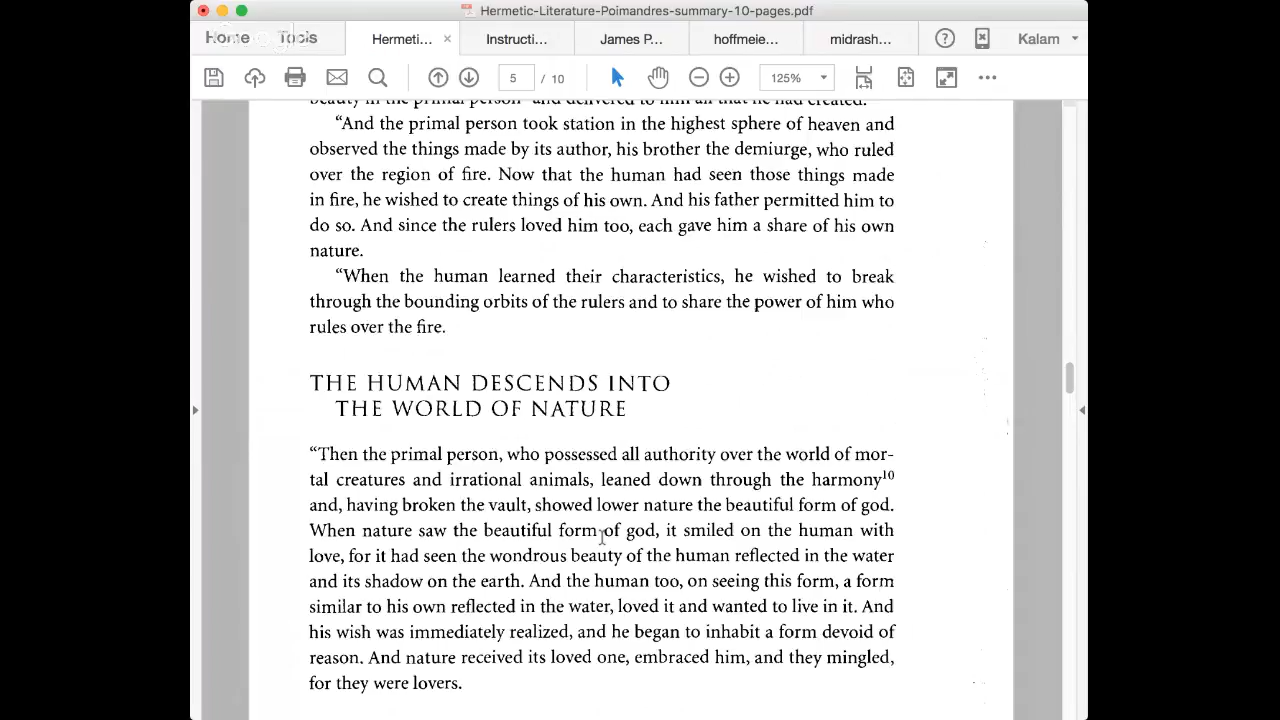 Hermetic-Literature-Poimandres-summary-10-pages.pdf
Home Tools Hermeti... × Instructi... James P... hoffmeie... midrash... Kalam
5 / 10 125%
beauty in the primal person and delivered to him all that he had created.
“And the primal person took station in the highest sphere of heaven and
observed the things made by its author, his brother the demiurge, who ruled
over the region of fire. Now that the human had seen those things made
in fire, he wished to create things of his own. And his father permitted him to
do so. And since the rulers loved him too, each gave him a share of his own
nature.
“When the human learned their characteristics, he wished to break
through the bounding orbits of the rulers and to share the power of him who
rules over the fire.
THE HUMAN DESCENDS INTO
THE WORLD OF NATURE
“Then the primal person, who possessed all authority over the world of mor-
tal creatures and irrational animals, leaned down through the harmony¹⁰
and, having broken the vault, showed lower nature the beautiful form of god.
When nature saw the beautiful form of god, it smiled on the human with
love, for it had seen the wondrous beauty of the human reflected in the water
and its shadow on the earth. And the human too, on seeing this form, a form
similar to his own reflected in the water, loved it and wanted to live in it. And
his wish was immediately realized, and he began to inhabit a form devoid of
reason. And nature received its loved one, embraced him, and they mingled,
for they were lovers.